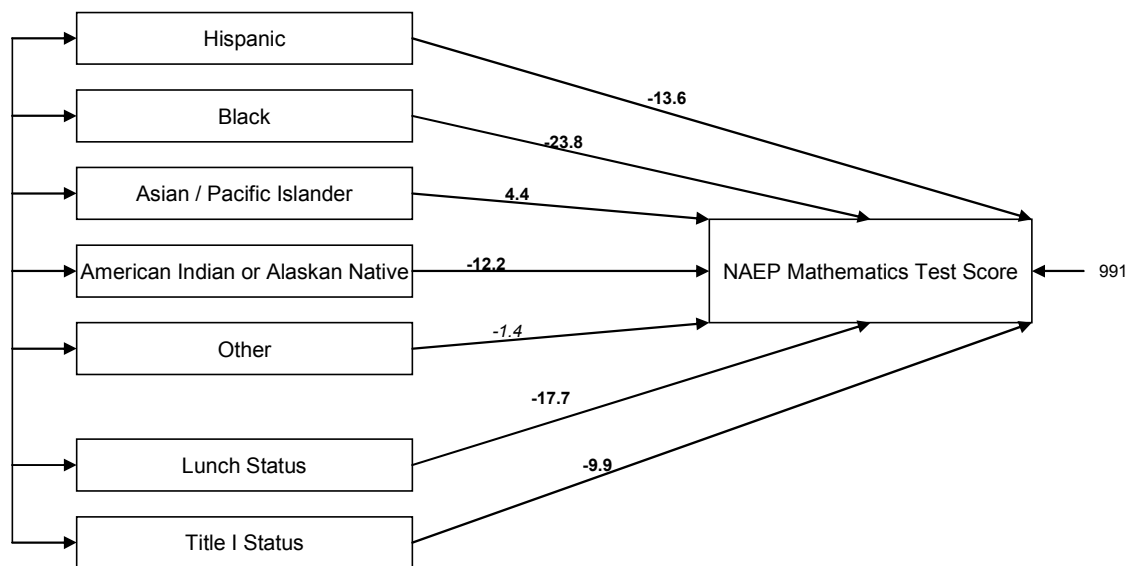 Hispanic
-13.6
Black
-23.8
Asian / Pacific Islander
4.4
American Indian or Alaskan Native
-12.2
NAEP Mathematics Test Score
991
Other
-1.4
-17.7
Lunch Status
-9.9
Title I Status